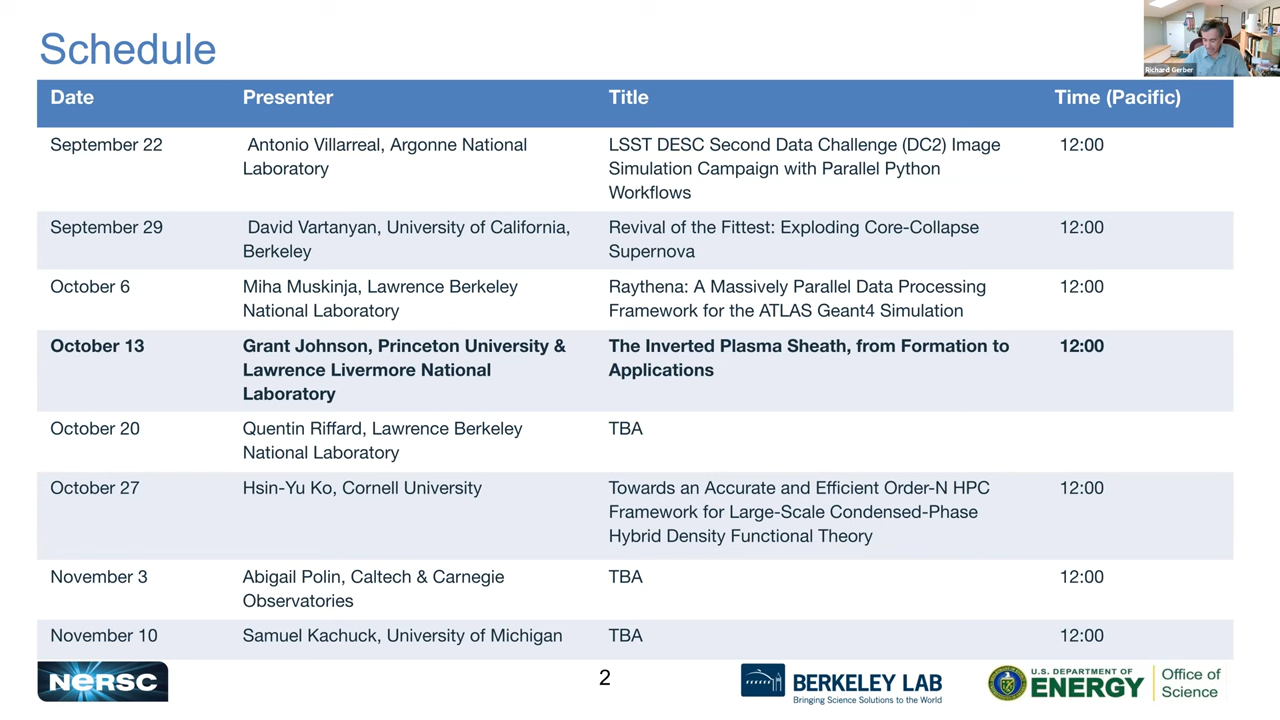 Schedule
Richard Gerber
Date Presenter Title Time (Pacific)
September 22 Antonio Villarreal, Argonne National LSST DESC Second Data Challenge (DC2) Image 12:00
Laboratory Simulation Campaign with Parallel Python
Workflows
September 29 David Vartanyan, University of California, Revival of the Fittest: Exploding Core-Collapse 12:00
Berkeley Supernova
October 6 Miha Muskinja, Lawrence Berkeley Raythena: A Massively Parallel Data Processing 12:00
National Laboratory Framework for the ATLAS Geant4 Simulation
October 13 Grant Johnson, Princeton University & The Inverted Plasma Sheath, from Formation to 12:00
Lawrence Livermore National Applications
Laboratory
October 20 Quentin Riffard, Lawrence Berkeley TBA
National Laboratory
October 27 Hsin-Yu Ko, Cornell University Towards an Accurate and Efficient Order-N HPC 12:00
Framework for Large-Scale Condensed-Phase
Hybrid Density Functional Theory
November 3 Abigail Polin, Caltech & Carnegie TBA 12:00
Observatories
November 10 Samuel Kachuck, University of Michigan TBA 12:00
NERSC
2
BERKELEY LAB
Bringing Science Solutions to the World
U.S. DEPARTMENT OF
ENERGY
Office of
Science